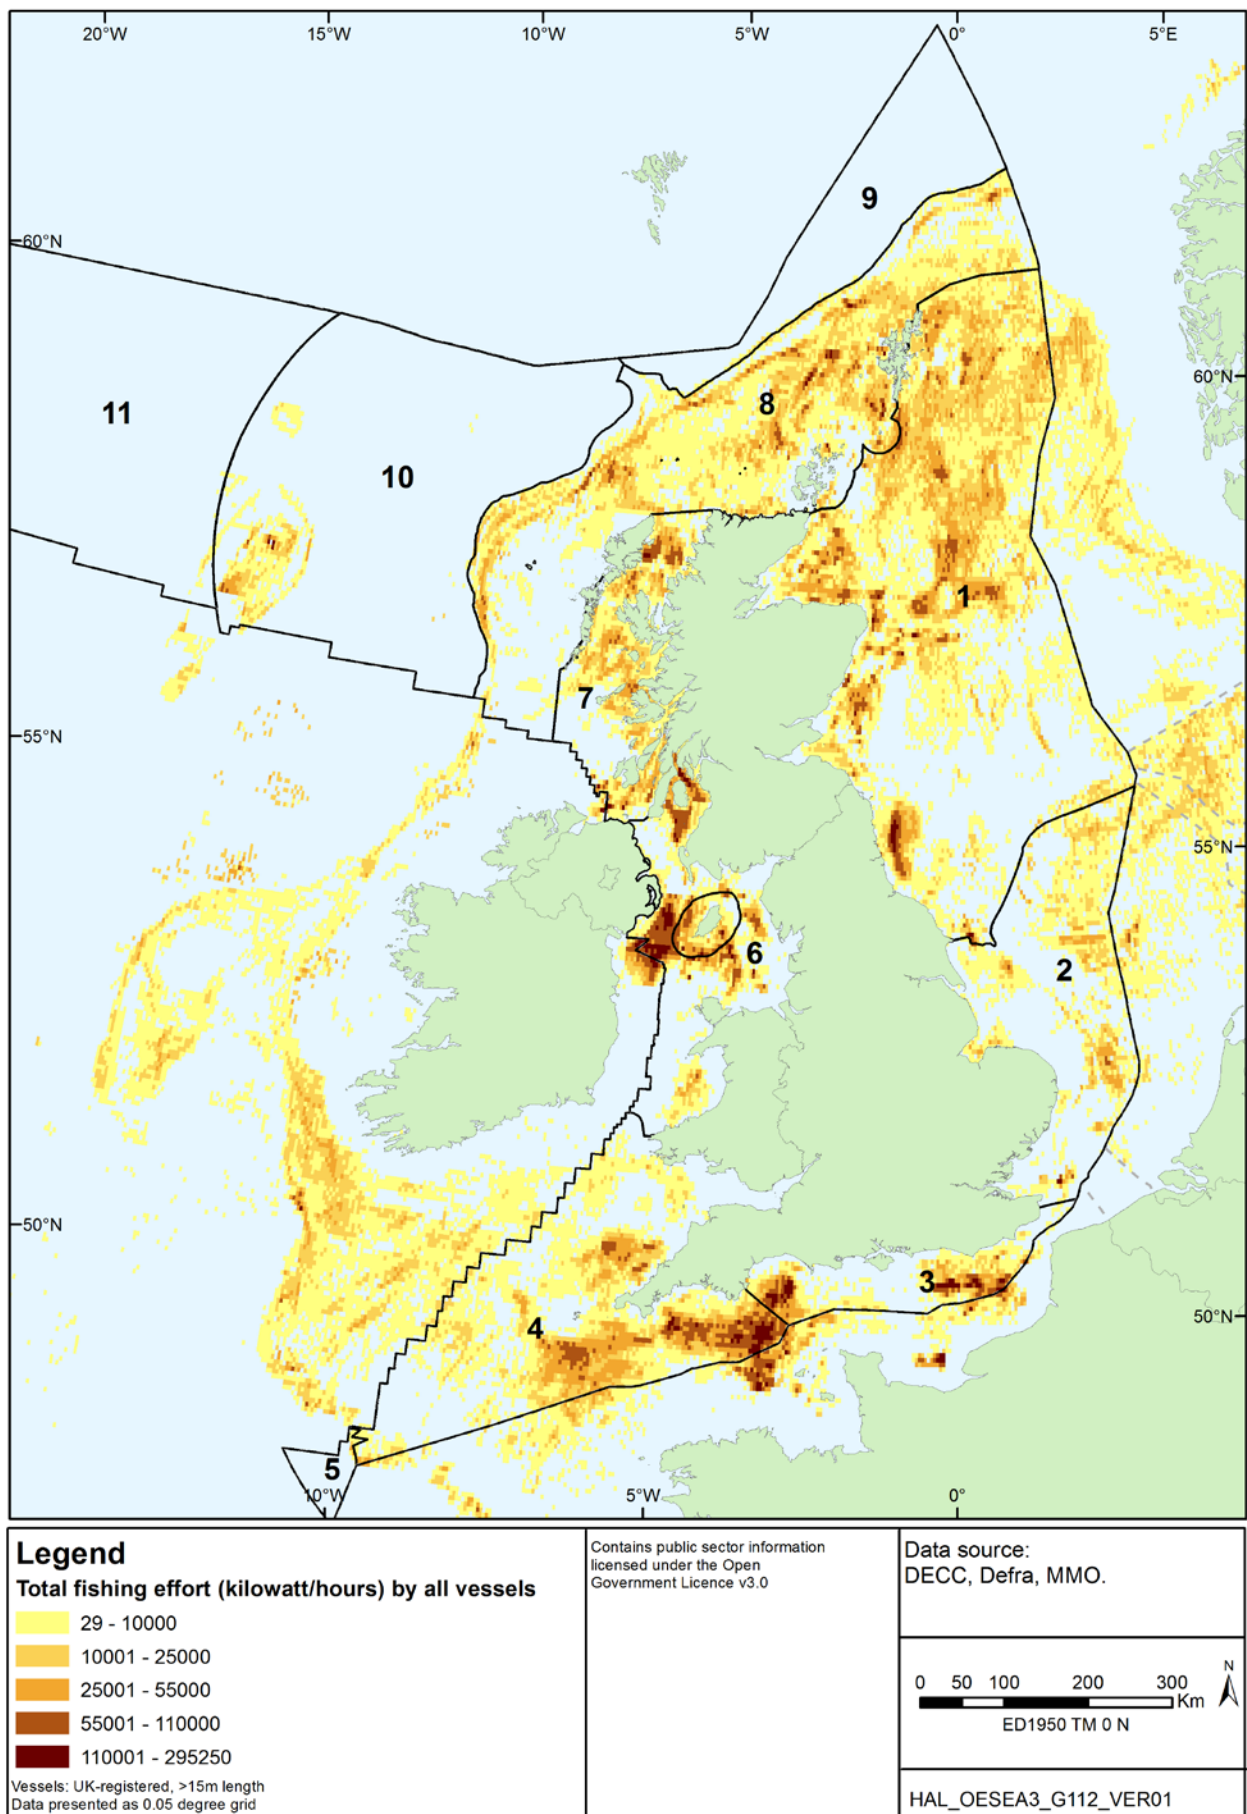 20°W 15°W 10°W 5°W 0° 5°E
9
60°N
60°N
8
11
10
1
7
55°N
55°N
6
2
50°N
3
50°N
4
5
10°W 5°W 0°
Legend
Total fishing effort (kilowatt/hours) by all vessels
29 - 10000
10001 - 25000
25001 - 55000
55001 - 110000
110001 - 295250
Vessels: UK-registered, >15m length
Data presented as 0.05 degree grid
Contains public sector information
licensed under the Open
Government Licence v3.0
Data source:
DECC, Defra, MMO.
0 50 100 200 300
Km
N
ED1950 TM 0 N
HAL_OESEA3_G112_VER01